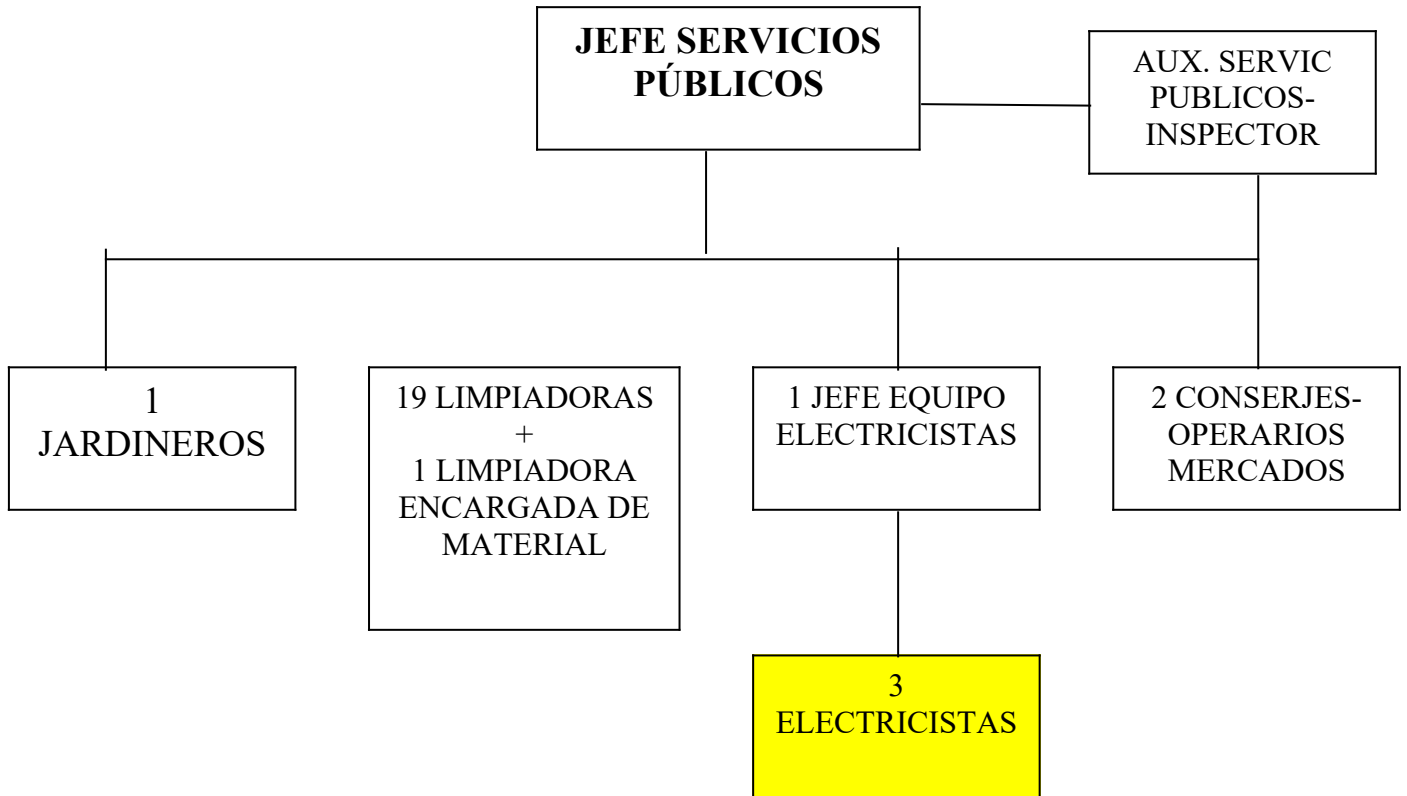 JEFE SERVICIOS
PÚBLICOS
AUX. SERVIC
PUBLICOS-
INSPECTOR
1
JARDINEROS
19 LIMPIADORAS
+
1 LIMPIADORA
ENCARGADA DE
MATERIAL
1 JEFE EQUIPO
ELECTRICISTAS
2 CONSERJES-
OPERARIOS
MERCADOS
3
ELECTRICISTAS